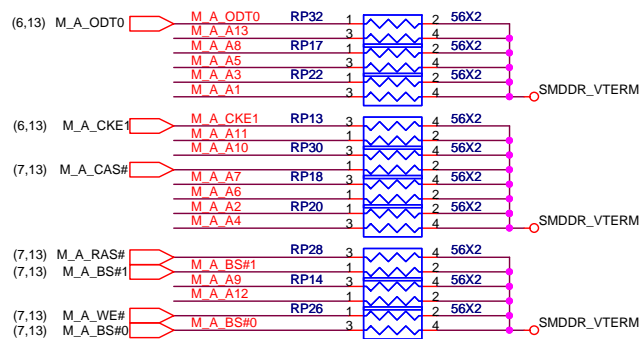 (6,13) M_A_ODT0 M_A_ODT0 RP32 1 2 56X2
M_A_A13 3 4
M_A_A8 RP17 1 2 56X2
M_A_A5 3 4
M_A_A3 RP22 1 2 56X2
M_A_A1 3 4 SMDDR_VTERM
(6,13) M_A_CKE1 M_A_CKE1 RP13 3 4 56X2
M_A_A11 1 2
M_A_A10 RP30 3 4 56X2
(7,13) M_A_CAS# 1 2
M_A_A7 RP18 3 4 56X2
M_A_A6 1 2
M_A_A2 RP20 1 2 56X2
M_A_A4 3 4 SMDDR_VTERM
(7,13) M_A_RAS# RP28 3 4 56X2
(7,13) M_A_BS#1 M_A_BS#1 1 2
M_A_A9 RP14 3 4 56X2
M_A_A12 1 2
(7,13) M_A_WE# RP26 1 2 56X2
(7,13) M_A_BS#0 M_A_BS#0 3 4 SMDDR_VTERM